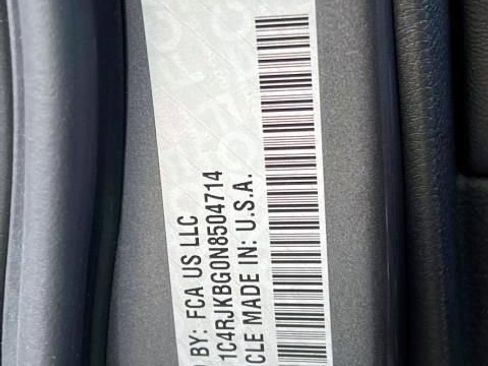 BY: FCA US LLC
1C4RJKBG0N8504714
CLE MADE IN: U.S.A.